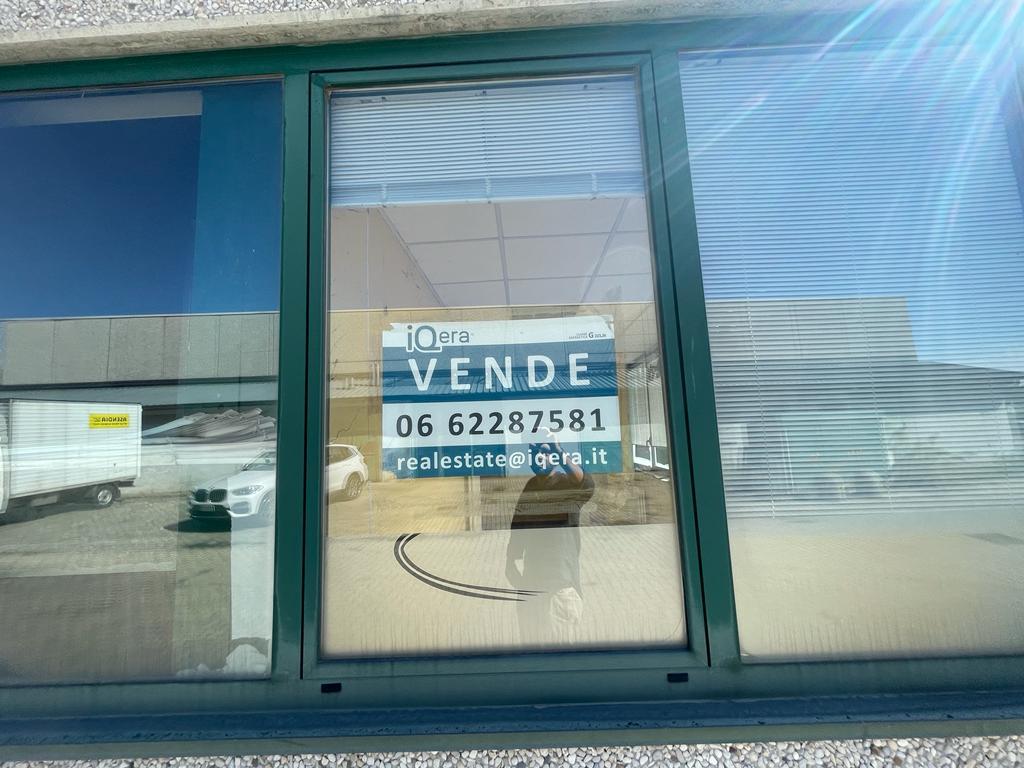 iQera
VENDE
06 62287581
realestate@iqera.it